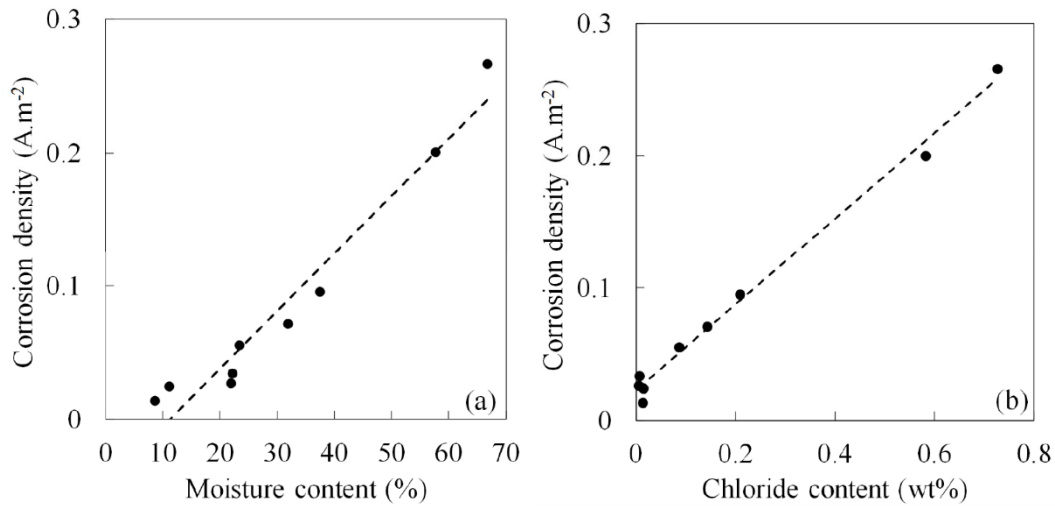 0.3
0.2
0.1
0
Corrosion density (A.m-2)
0 10 20 30 40 50 60 70
Moisture content (%)
(a)
0.3
0.2
0.1
0
Corrosion density (A.m-2)
0 0.2 0.4 0.6 0.8
Chloride content (wt%)
(b)